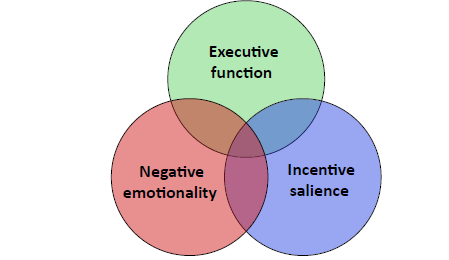 Executive
function
Negative
emotionality
Incentive
salience